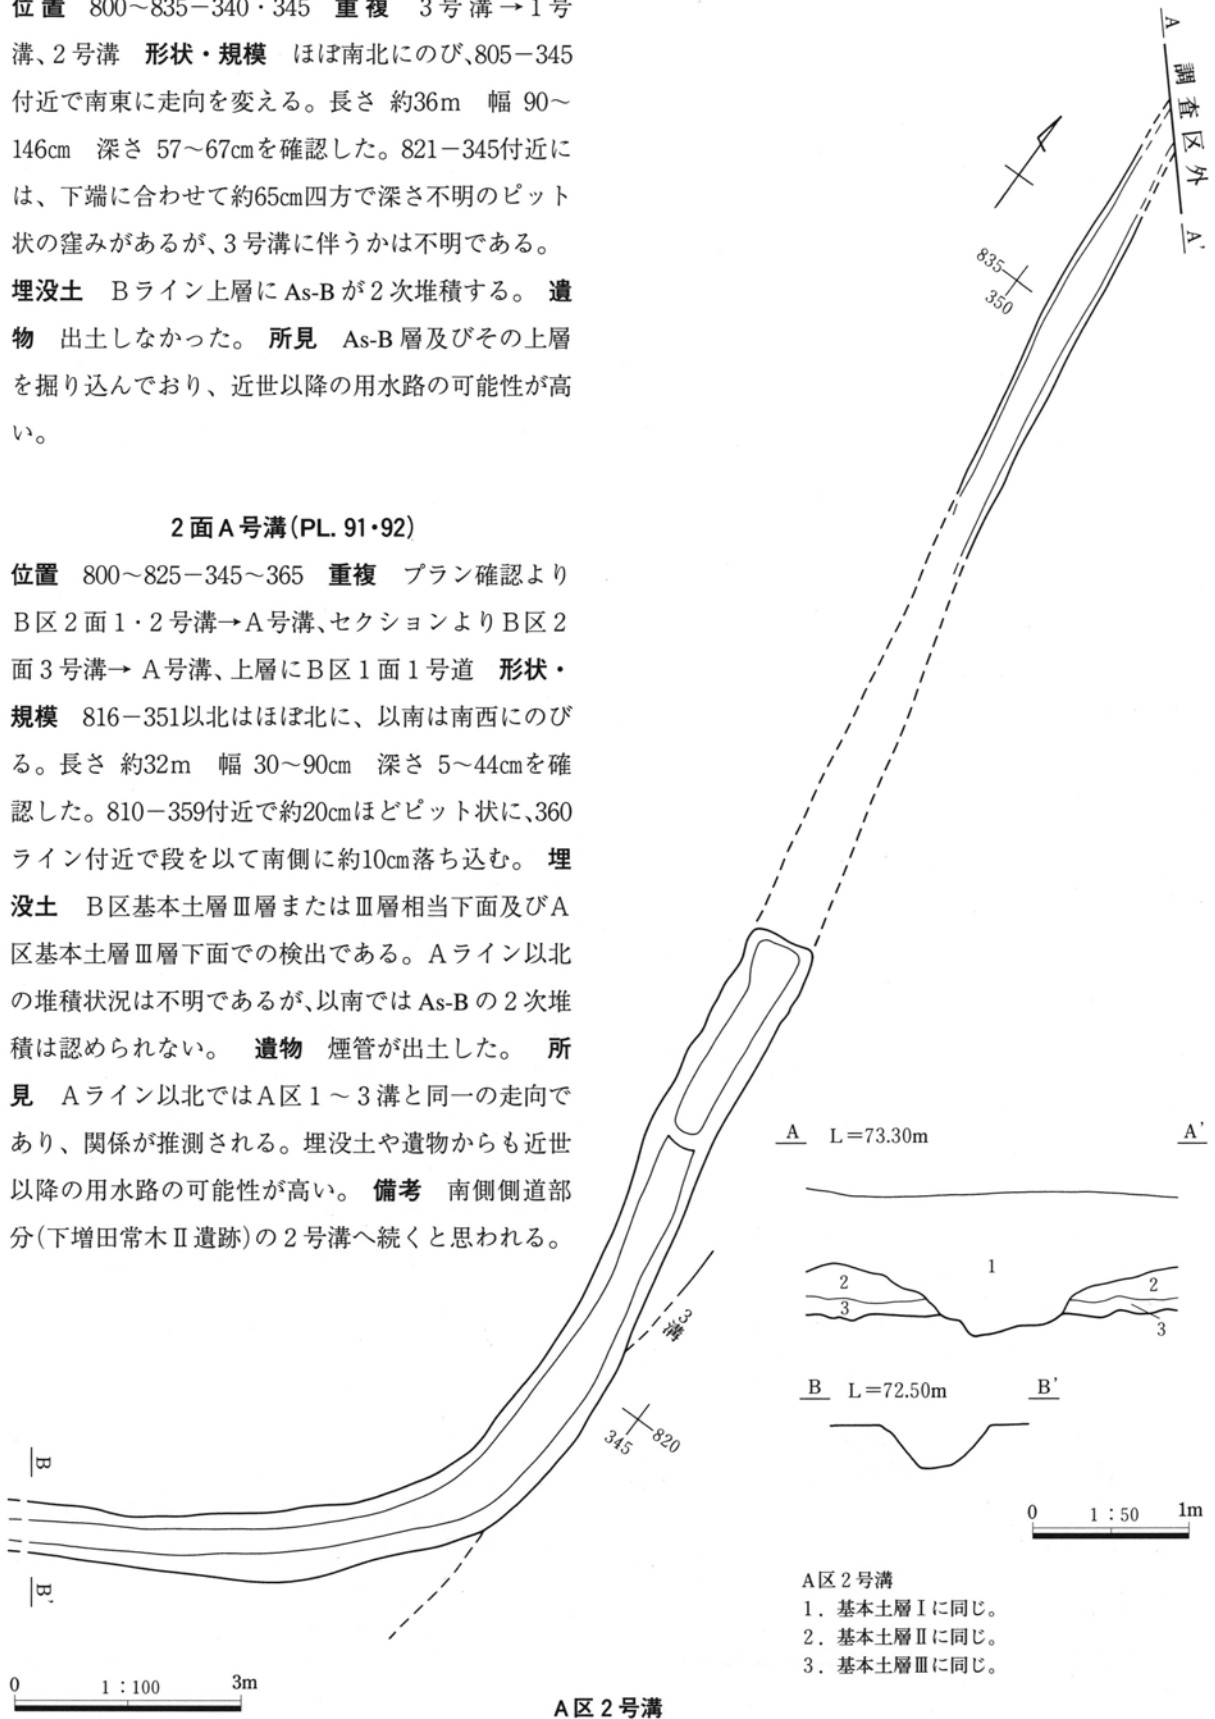 位置　800〜835－340・345　重複　3号溝→1号
溝、2号溝　形状・規模　ほぼ南北にのび、805－345
付近で南東に走向を変える。長さ 約36m　幅 90〜
146cm　深さ 57〜67cmを確認した。821－345付近に
は、下端に合わせて約65cm四方で深さ不明のピット
状の窪みがあるが、3号溝に伴うかは不明である。
埋没土　Bライン上層に As-B が2次堆積する。　遺
物　出土しなかった。　所見　As-B 層及びその上層
を掘り込んでおり、近世以降の用水路の可能性が高
い。
2面A号溝(PL. 91・92)
位置　800〜825－345〜365　重複　プラン確認より
B区2面1・2号溝→A号溝、セクションよりB区2
面3号溝→ A号溝、上層にB区1面1号道　形状・
規模　816－351以北はほぼ北に、以南は南西にのび
る。長さ 約32m　幅 30〜90cm　深さ 5〜44cmを確
認した。810－359付近で約20cmほどピット状に、360
ライン付近で段を以て南側に約10cm落ち込む。　埋
没土　B区基本土層Ⅲ層またはⅢ層相当下面及びA
区基本土層Ⅲ層下面での検出である。Aライン以北
の堆積状況は不明であるが、以南では As-B の2次堆
積は認められない。　遺物　煙管が出土した。　所
見　Aライン以北ではA区1〜3溝と同一の走向で
あり、関係が推測される。埋没土や遺物からも近世
以降の用水路の可能性が高い。　備考　南側側道部
分(下増田常木Ⅱ遺跡)の2号溝へ続くと思われる。
A
調査区外
A'
835
350
3溝
345
820
B
B'
0　1：100　3m
A　L＝73.30m　A'
1
2
2
3
3
B　L＝72.50m　B'
0　1：50　1m
A区2号溝
1．基本土層Ⅰに同じ。
2．基本土層Ⅱに同じ。
3．基本土層Ⅲに同じ。
A区2号溝